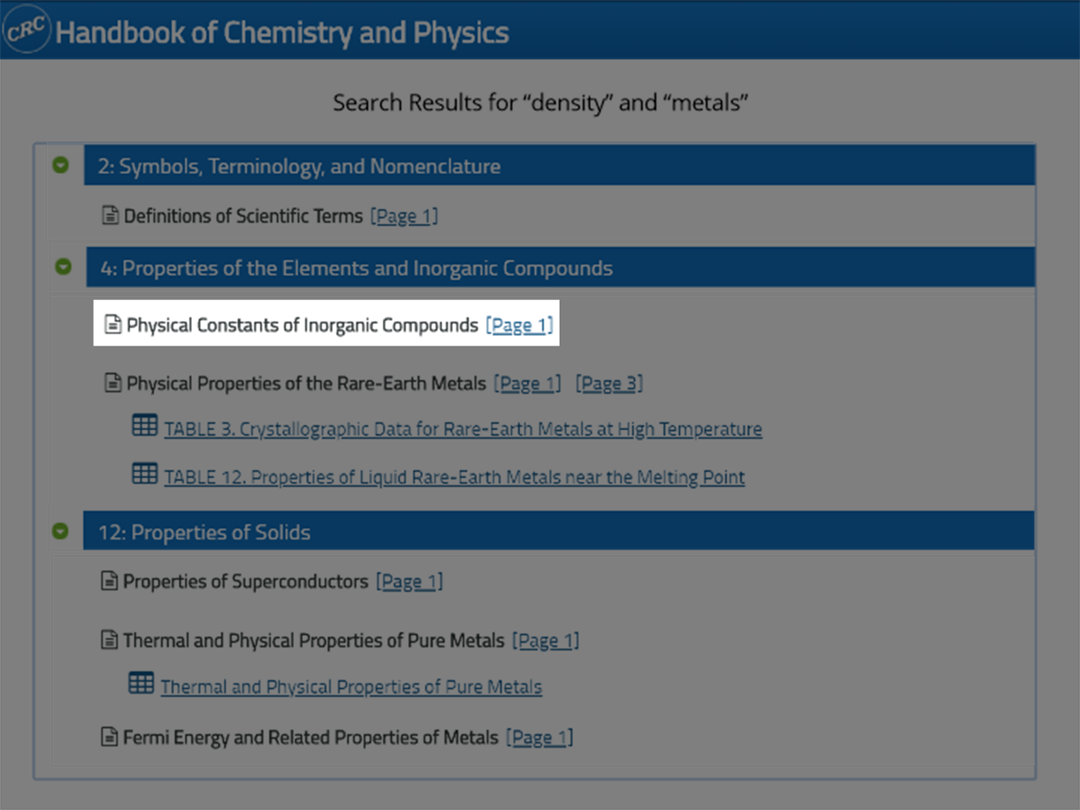 CRC Handbook of Chemistry and Physics
Search Results for “density” and “metals”
2: Symbols, Terminology, and Nomenclature
Definitions of Scientific Terms [Page 1]
4: Properties of the Elements and Inorganic Compounds
Physical Constants of Inorganic Compounds [Page 1]
Physical Properties of the Rare-Earth Metals [Page 1] [Page 3]
TABLE 3. Crystallographic Data for Rare-Earth Metals at High Temperature
TABLE 12. Properties of Liquid Rare-Earth Metals near the Melting Point
12: Properties of Solids
Properties of Superconductors [Page 1]
Thermal and Physical Properties of Pure Metals [Page 1]
Thermal and Physical Properties of Pure Metals
Fermi Energy and Related Properties of Metals [Page 1]